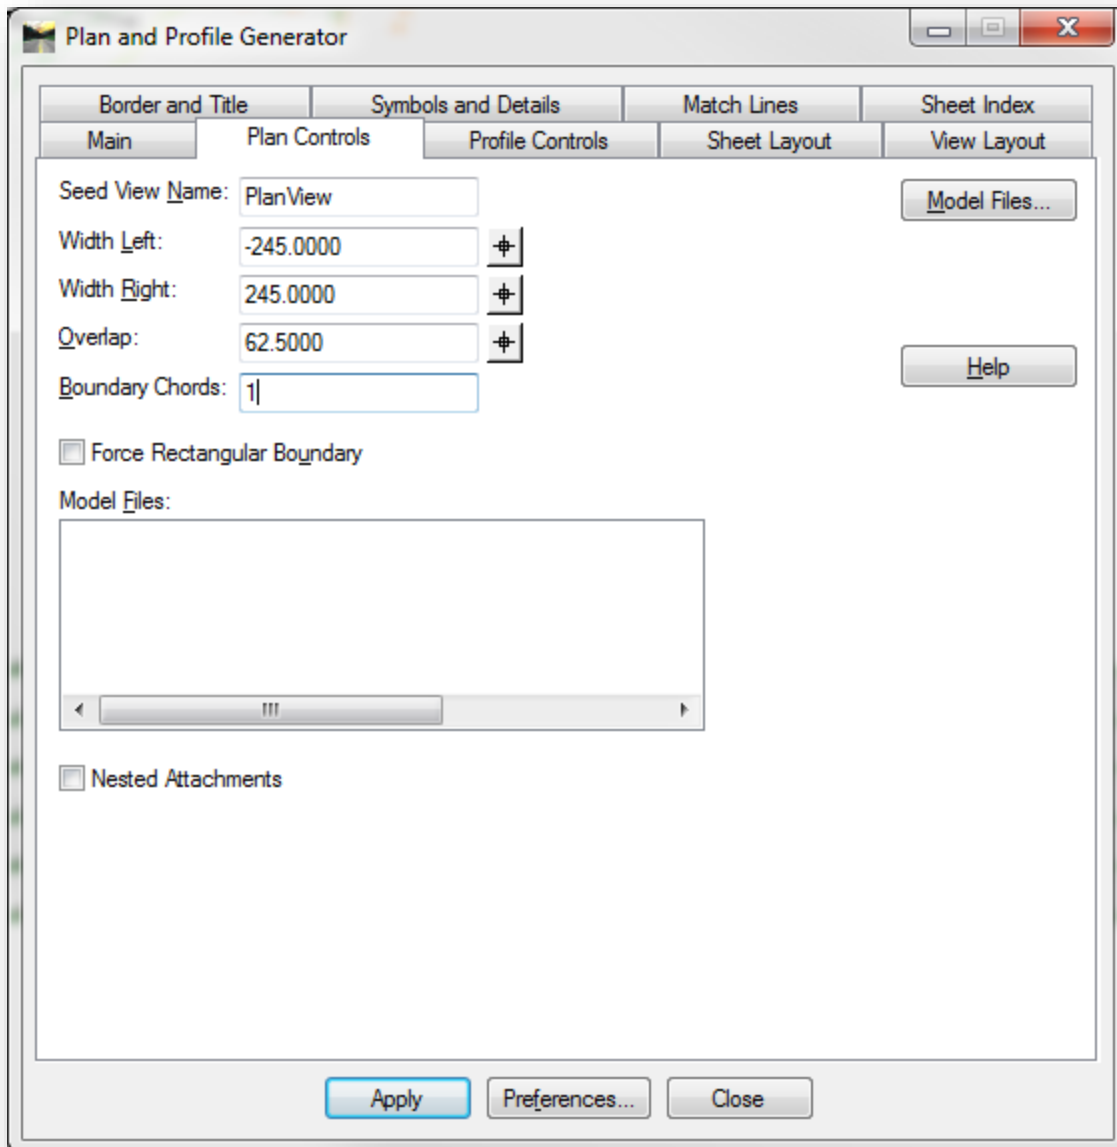 Plan and Profile Generator
Border and Title Symbols and Details Match Lines Sheet Index
Main Plan Controls Profile Controls Sheet Layout View Layout
Seed View Name: PlanView Model Files...
Width Left: -245.0000
Width Right: 245.0000
Overlap: 62.5000
Help
Boundary Chords: 1
Force Rectangular Boundary
Model Files:
Nested Attachments
Apply Preferences... Close